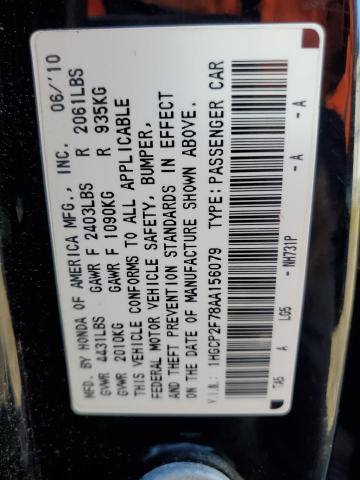 MFD. BY HONDA OF AMERICA MFG., INC. 06/'10
GVWR 4431LBS GAWR F 2403LBS R 2061LBS
GVWR 2010KG GAWR F 1090KG R 935KG
THIS VEHICLE CONFORMS TO ALL APPLICABLE
FEDERAL MOTOR VEHICLE SAFETY, BUMPER,
AND THEFT PREVENTION STANDARDS IN EFFECT
ON THE DATE OF MANUFACTURE SHOWN ABOVE.
V.I.N.: 1HGCP2F78AA156079 TYPE: PASSENGER CAR
TA5 A L05 - NH731P - A - A